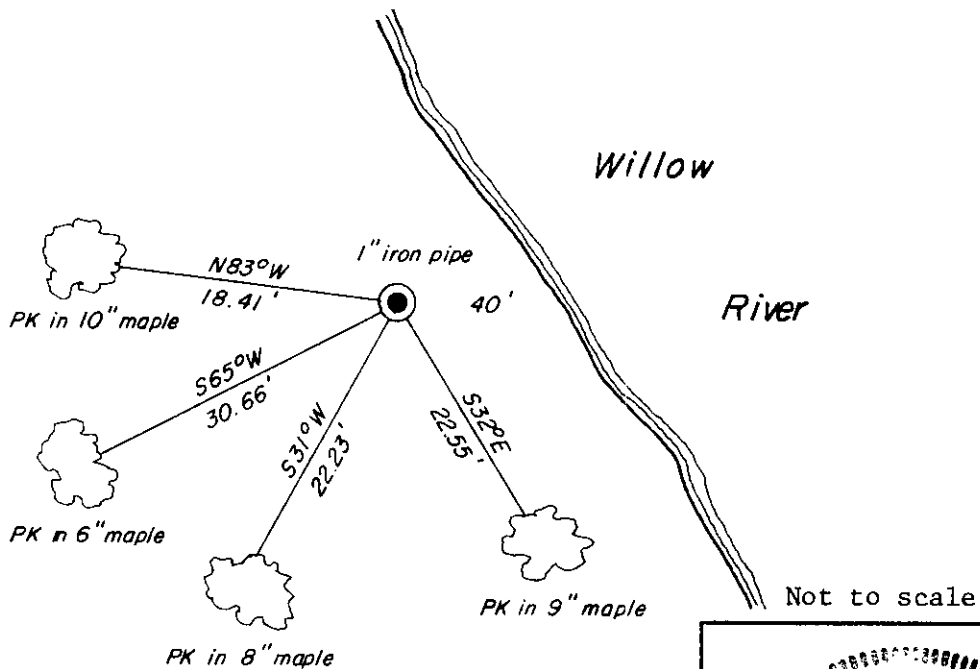 Willow
River
1" iron pipe
40'
N83°W
18.41'
PK in 10" maple
S65°W
30.66'
PK in 6" maple
S31°W
22.23'
PK in 8" maple
S32°E
22.55'
PK in 9" maple
Not to scale